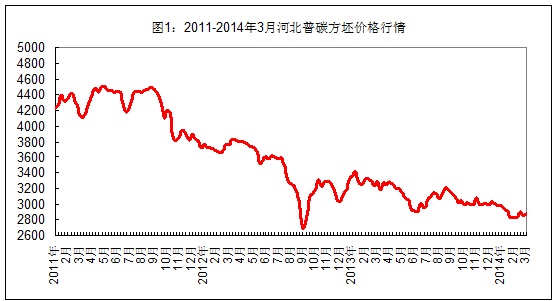 图1：2011-2014年3月河北普碳方坯价格行情
5000
4800
4600
4400
4200
4000
3800
3600
3400
3200
3000
2800
2600
2011年
2月
3月
4月
5月
6月
7月
8月
9月
10月
11月
12月
2012年
2月
3月
4月
5月
6月
7月
8月
9月
10月
11月
12月
2013年
2月
3月
4月
5月
6月
7月
8月
9月
10月
11月
12月
2014年
2月
3月